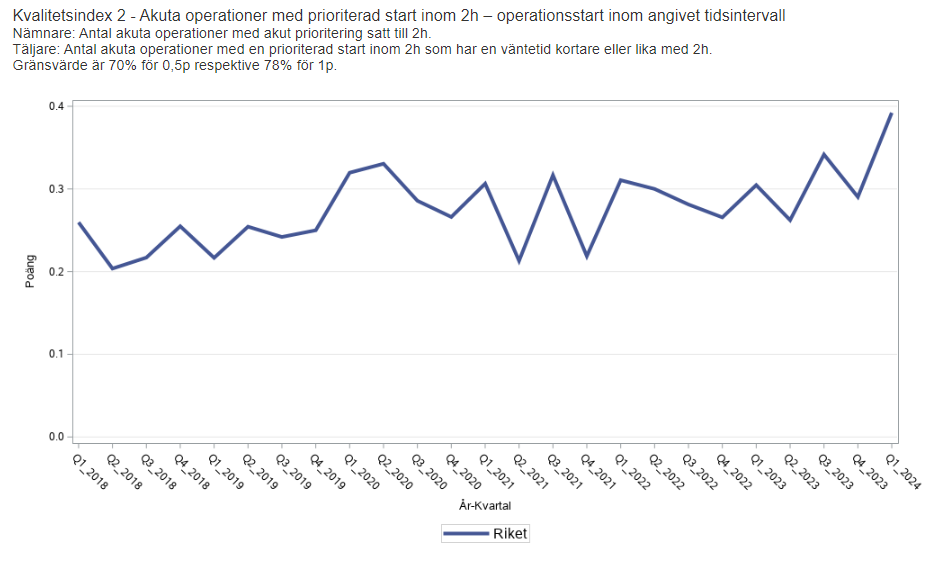 Kvalitetsindex 2 - Akuta operationer med prioriterad start inom 2h – operationsstart inom angivet tidsintervall
Nämnare: Antal akuta operationer med akut prioritering satt till 2h.
Täljare: Antal akuta operationer med en prioriterad start inom 2h som har en väntetid kortare eller lika med 2h.
Gränsvärde är 70% för 0,5p respektive 78% för 1p.
0.4
0.3
0.2
0.1
0.0
Poäng
Q1_2018
Q2_2018
Q3_2018
Q4_2018
Q1_2019
Q2_2019
Q3_2019
Q4_2019
Q1_2020
Q2_2020
Q3_2020
Q4_2020
Q1_2021
Q2_2021
Q3_2021
Q4_2021
Q1_2022
Q2_2022
Q3_2022
Q4_2022
Q1_2023
Q2_2023
Q3_2023
Q4_2023
Q1_2024
År-Kvartal
Riket